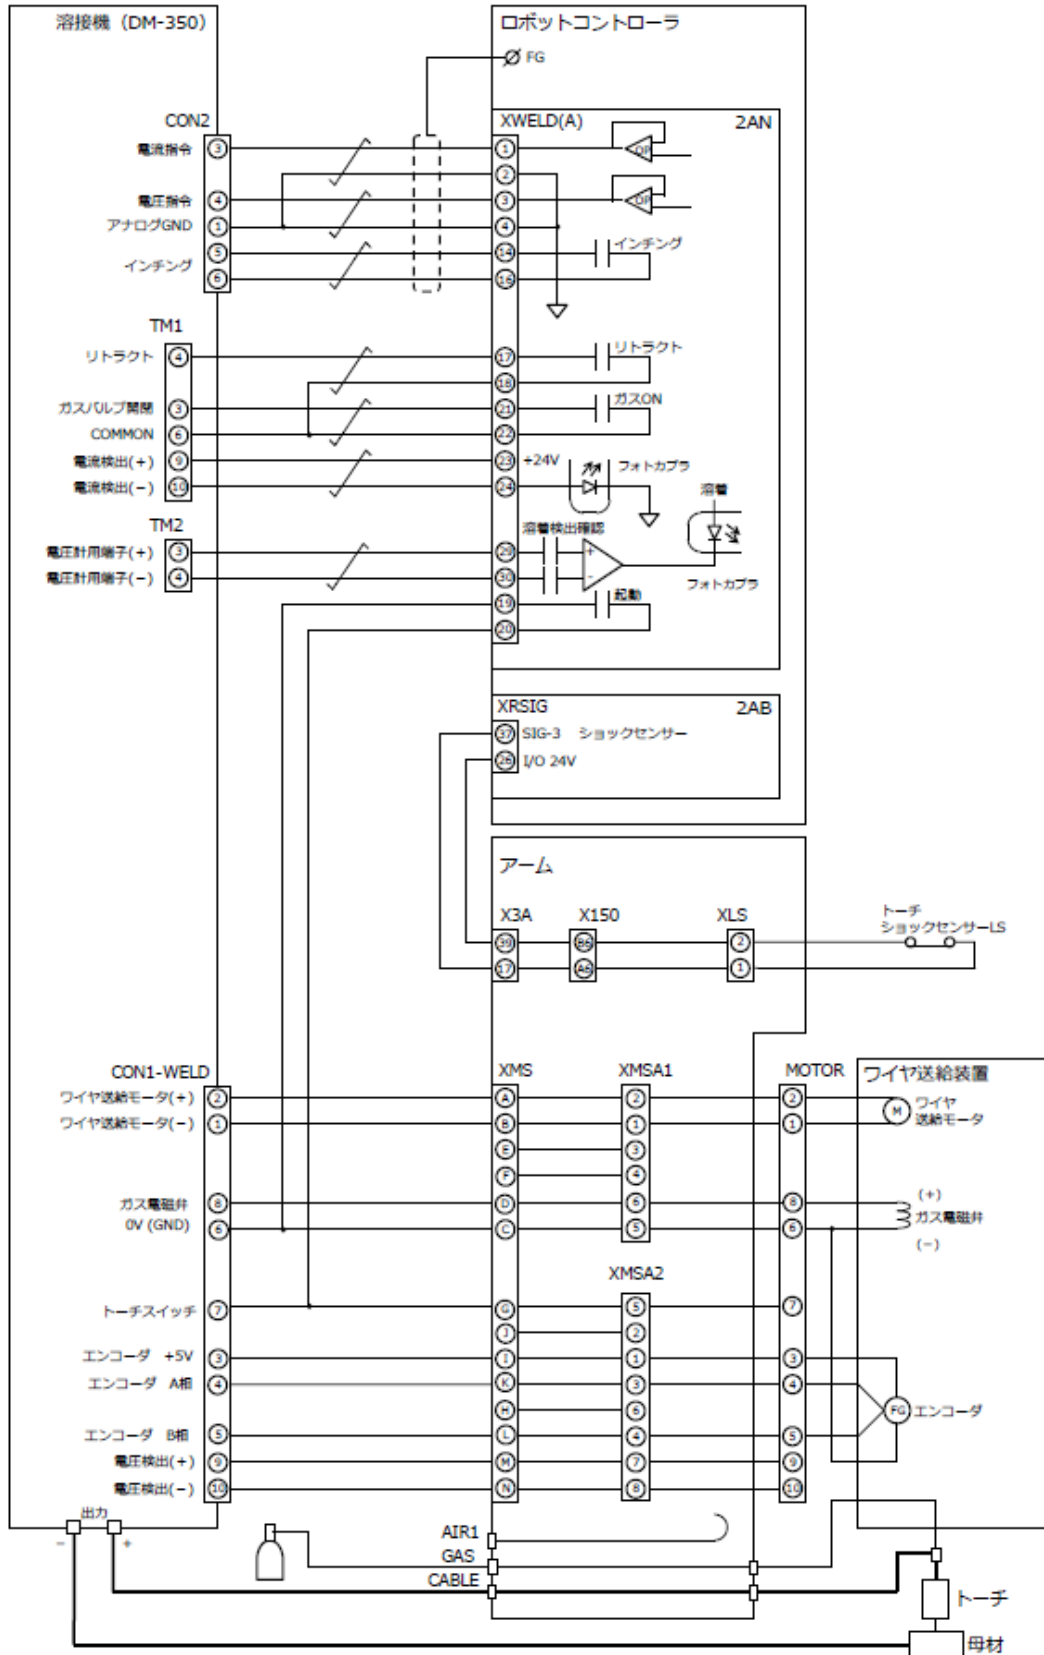 溶接機（DM-350）
ロボットコントローラ
FG
CON2
XWELD(A)
2AN
電流指令 3
1
OP
2
電圧指令 4
3
OP
アナログGND 1
4
5
14 インチング
インチング
6
16
TM1
リトラクト 4
17 リトラクト
18
ガスバルブ開閉 3
21 ガスON
COMMON 6
22
電流検出(+) 9
23 +24V
フォトカプラ
電流検出(-) 10
24
溶着
TM2
溶着検出確認
電圧計用端子(+) 3
29
+
電圧計用端子(-) 4
30
-
フォトカプラ
19 起動
20
XRSIG
2AB
37 SIG-3 ショックセンサー
26 I/O 24V
アーム
X3A X150 XLS
トーチ
ショックセンサーLS
39 B6 2
17 A6 1
CON1-WELD
XMS XMSA1 MOTOR
ワイヤ送給装置
ワイヤ送給モータ(+) 2 A 2 2
M
ワイヤ
送給モータ
ワイヤ送給モータ(-) 1 B 1 1
E 3
F 4
ガス電磁弁 8 D 6 8
(+)
ガス電磁弁
0V (GND) 6 C 5 6
(-)
XMSA2
トーチスイッチ 7 G 5 7
J 2
エンコーダ +5V 3 I 1 3
エンコーダ A相 4 K 3 4
H 6
FG エンコーダ
エンコーダ B相 5 L 4 5
電圧検出(+) 9 M 7 9
電圧検出(-) 10 N 8 10
出力
- +
AIR1
GAS
CABLE
トーチ
母材